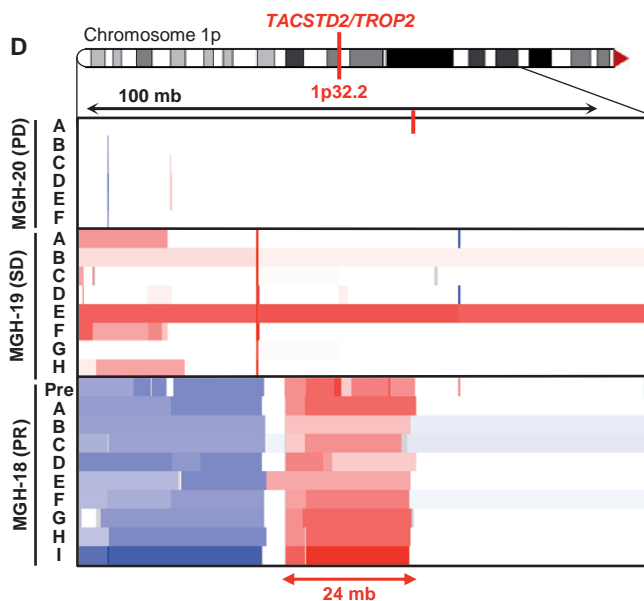 TACSTD2/TROP2
D
Chromosome 1p
1p32.2
100 mb
MGH-20 (PD)
A
B
C
D
E
F
MGH-19 (SD)
A
B
C
D
E
F
G
H
MGH-18 (PR)
Pre
A
B
C
D
E
F
G
H
I
24 mb